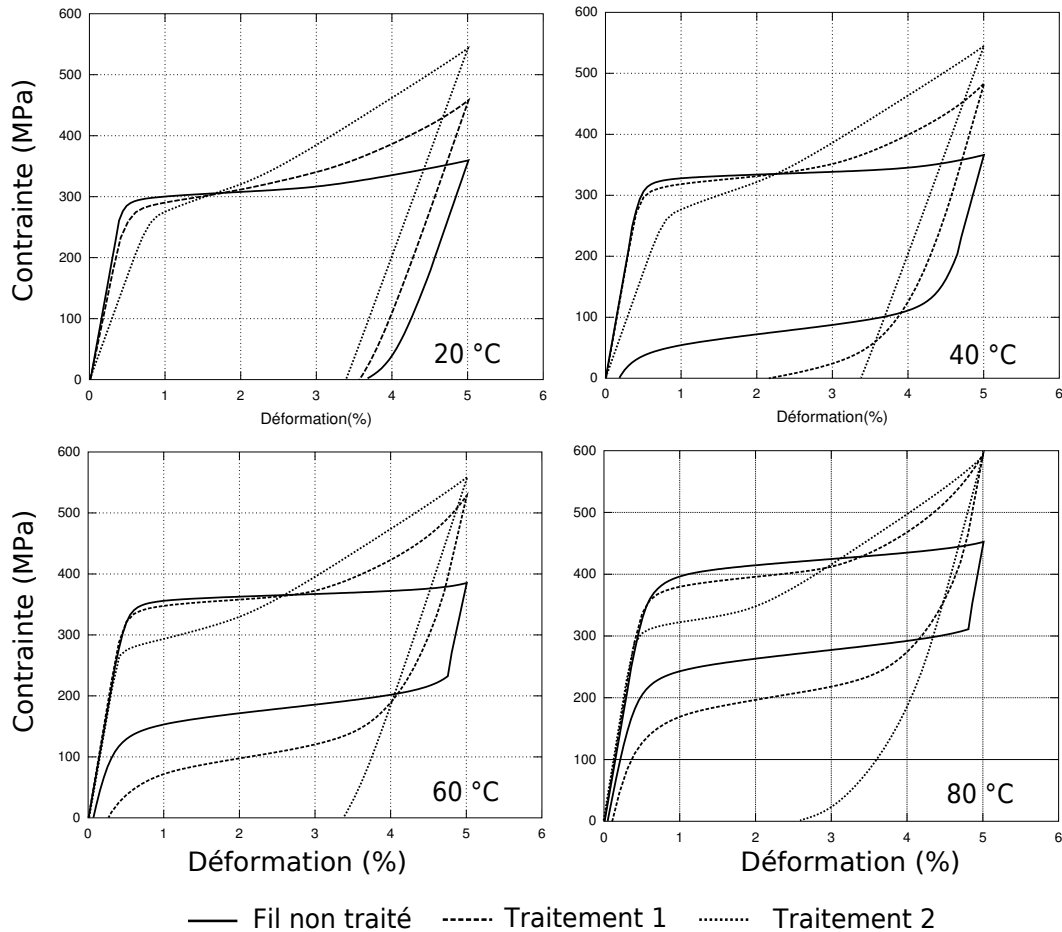 Contrainte (MPa)
600
500
400
300
200
100
0
0 1 2 3 4 5 6
20 °C
Déformation(%)
600
500
400
300
200
100
0
0 1 2 3 4 5 6
40 °C
Déformation(%)
Contrainte (MPa)
600
500
400
300
200
100
0
0 1 2 3 4 5 6
60 °C
Déformation (%)
600
500
400
300
200
100
0
0 1 2 3 4 5 6
80 °C
Déformation (%)
Fil non traité Traitement 1 Traitement 2